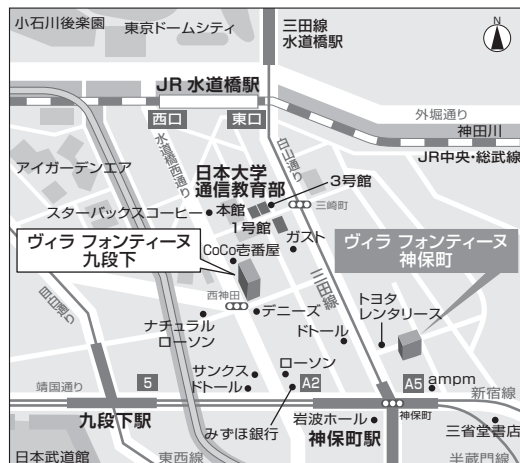 小石川後楽園
東京ドームシティ
三田線
水道橋駅
N
JR 水道橋駅
西口
東口
外堀通り
神田川
JR中央・総武線
水道橋西通り
白山通り
アイガーデンエア
日本大学
通信教育部
3号館
スターバックスコーヒー
本館
三崎町
1号館
ガスト
ヴィラ フォンティーヌ
九段下
CoCo壱番屋
ヴィラ フォンティーヌ
神保町
三田線
目白通り
西神田
デニーズ
トヨタ
レンタリース
ナチュラル
ローソン
ドトール
サンクス
ドトール
ローソン
靖国通り
5
A2
A5
ampm
新宿線
九段下駅
みずほ銀行
岩波ホール
神保町
神保町駅
三省堂書店
日本武道館
東西線
半蔵門線